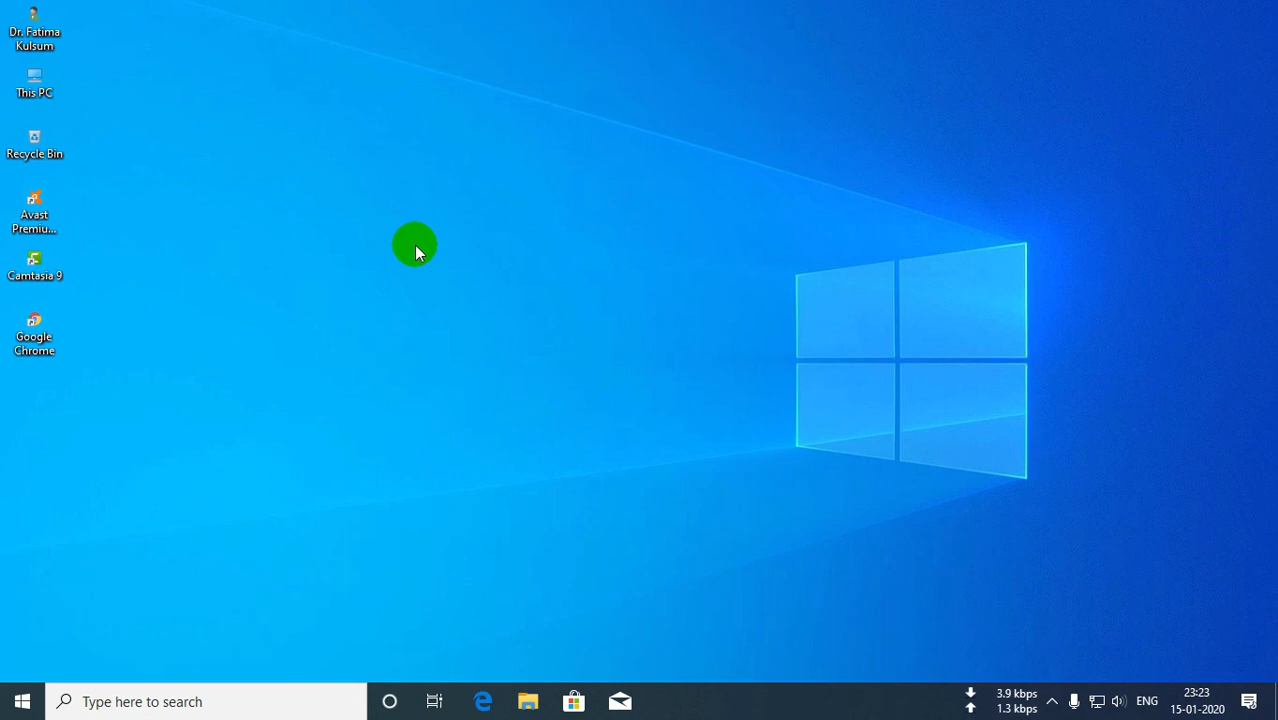 Dr. Fatima
Kulsum
This PC
Recycle Bin
Avast
Premiu...
Camtasia 9
Google
Chrome
Type here to search
3.9 kbps
1.3 kbps
ENG
23:23
15-01-2020